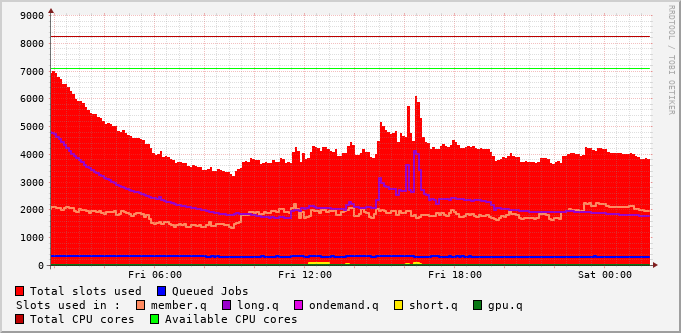 RRDTOOL / TOBI OETIKER
9000
8000
7000
6000
5000
4000
3000
2000
1000
0
Fri 06:00 Fri 12:00 Fri 18:00 Sat 00:00
Total slots used Queued Jobs
Slots used in : member.q long.q ondemand.q short.q gpu.q
Total CPU cores Available CPU cores